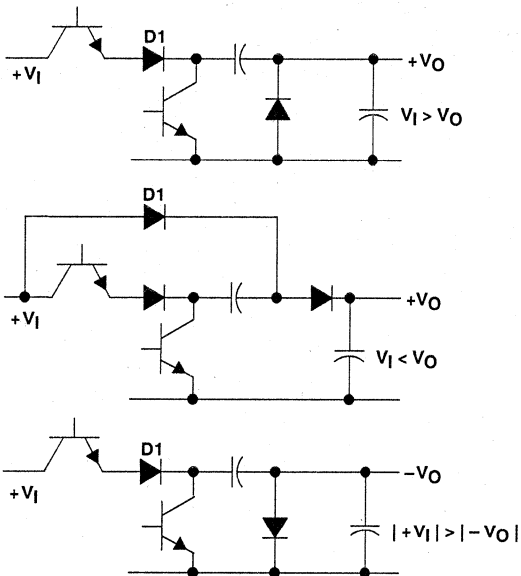 D1
+VI
+VO
VI > VO
D1
+VI
+VO
VI < VO
D1
+VI
−VO
| +VI | > | − VO |